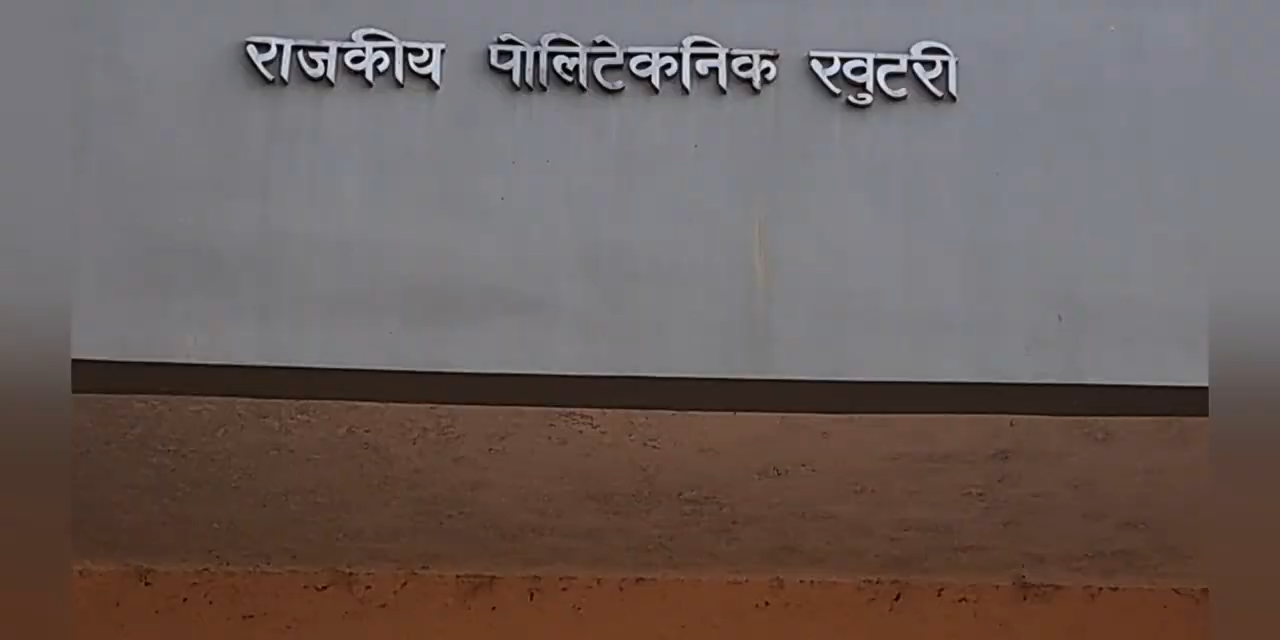 राजकीय पोलिटेकनिक खुटरी